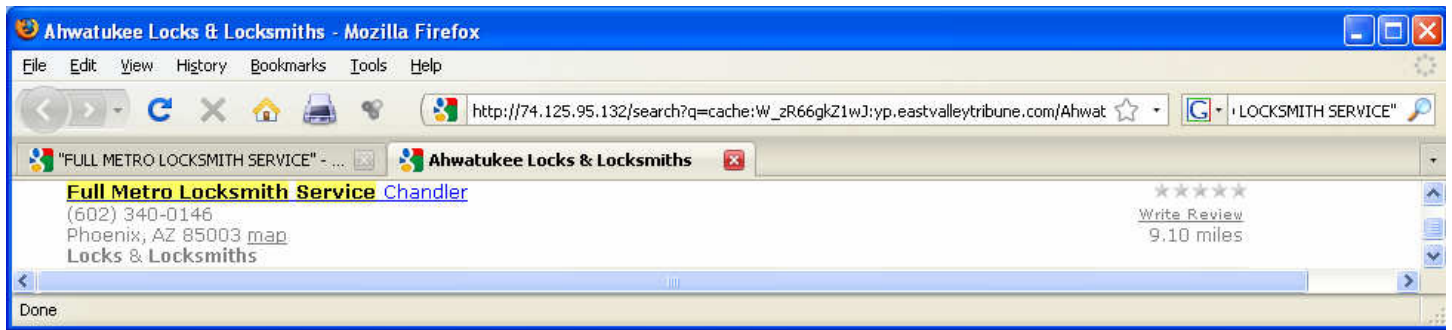 Ahwatukee Locks & Locksmiths - Mozilla Firefox
File Edit View History Bookmarks Tools Help
http://74.125.95.132/search?q=cache:W_zR66gkZ1wJ:yp.eastvalleytribune.com/Ahwat G LOCKSMITH SERVICE"
"FULL METRO LOCKSMITH SERVICE" - ... Ahwatukee Locks & Locksmiths
Full Metro Locksmith Service Chandler
(602) 340-0146 Write Review
Phoenix, AZ 85003 map 9.10 miles
Locks & Locksmiths
Done